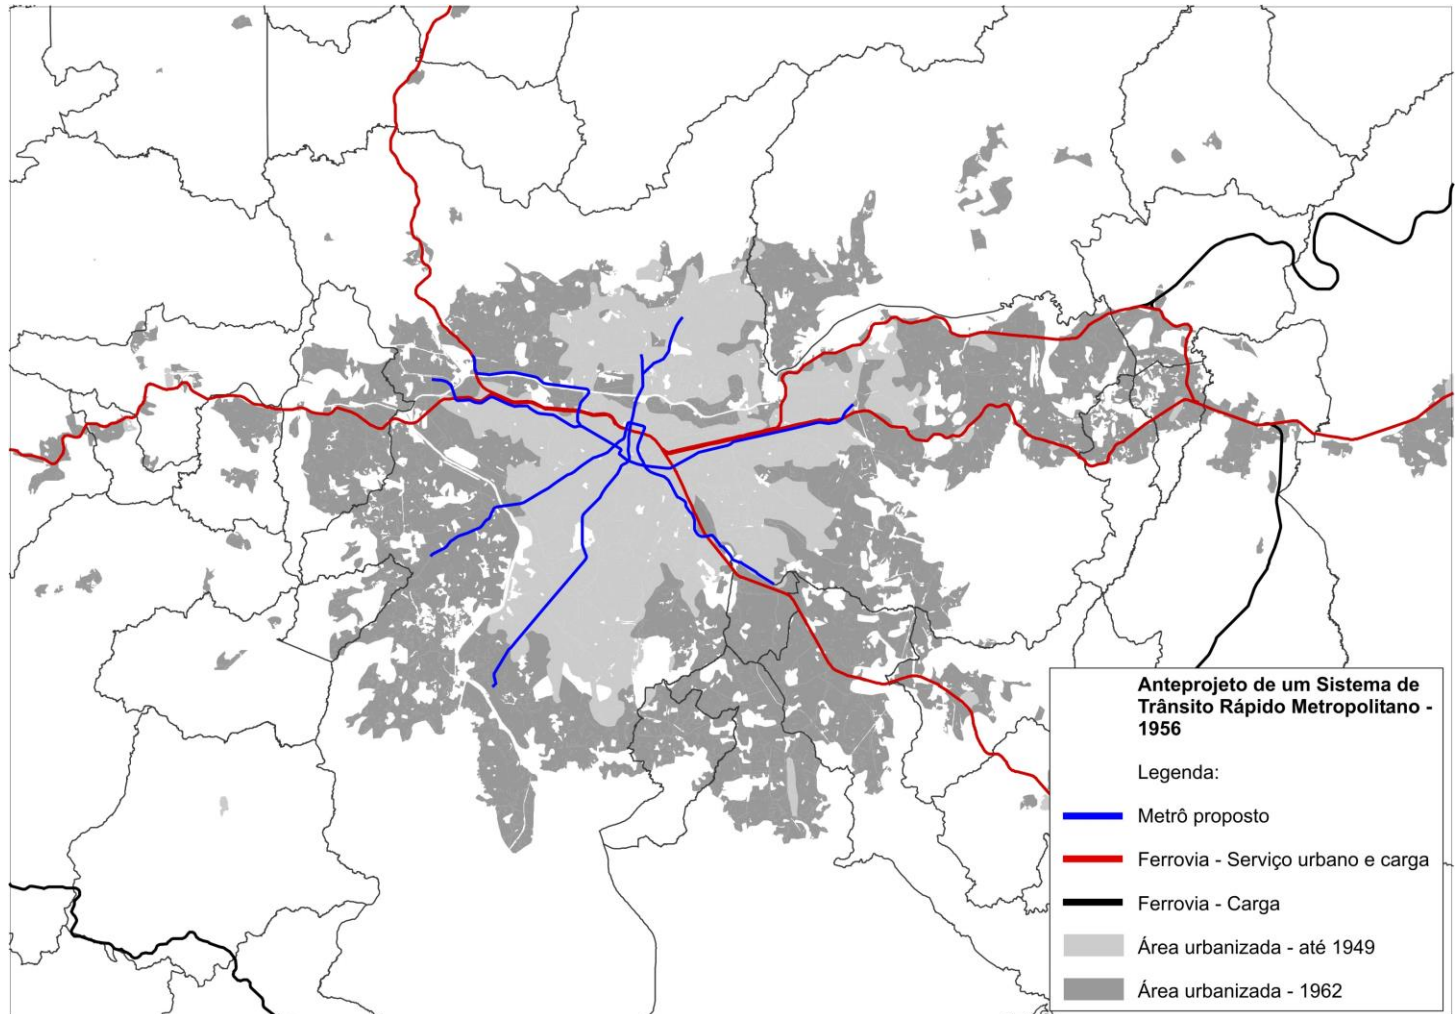 Anteprojeto de um Sistema de
Trânsito Rápido Metropolitano -
1956
Legenda:
Metrô proposto
Ferrovia - Serviço urbano e carga
Ferrovia - Carga
Área urbanizada - até 1949
Área urbanizada - 1962